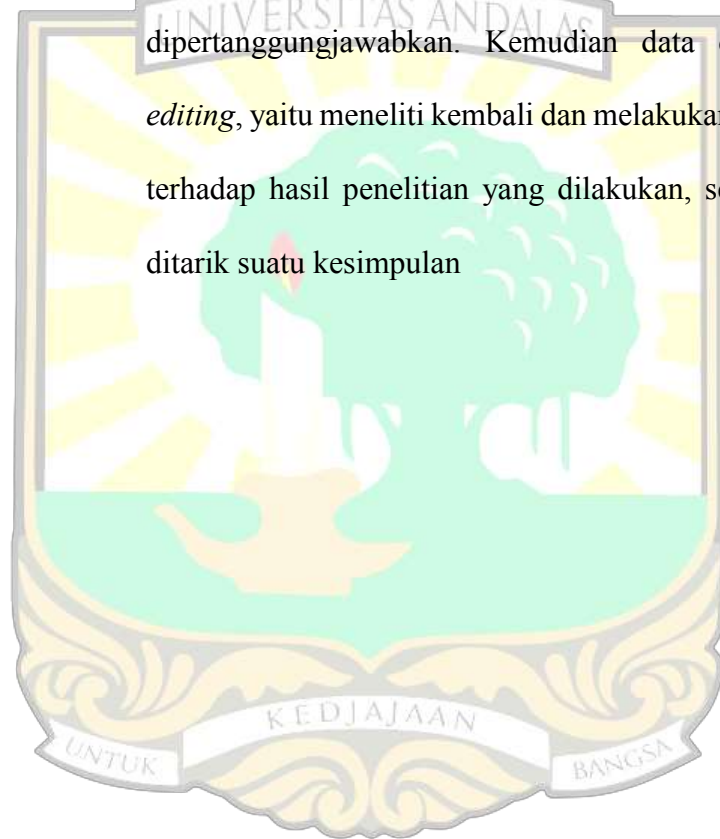 UNIVERSITAS ANDALAS
dipertanggungjawabkan. Kemudian data
editing, yaitu meneliti kembali dan melakukan
terhadap hasil penelitian yang dilakukan,
ditarik suatu kesimpulan
KEDJAJAAN
UNTUK BANGSA